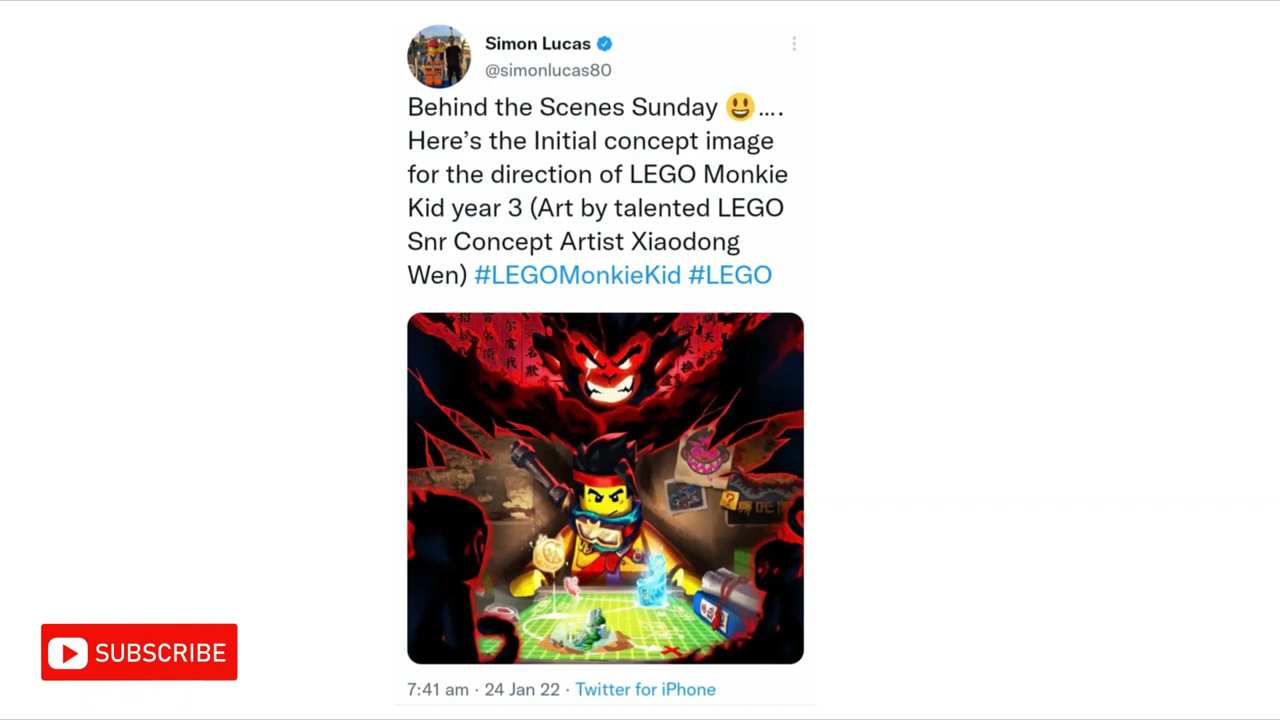 Simon Lucas
@simonlucas80
Behind the Scenes Sunday 😃....
Here's the Initial concept image
for the direction of LEGO Monkie
Kid year 3 (Art by talented LEGO
Snr Concept Artist Xiaodong
Wen) #LEGOMonkieKid #LEGO
?
SUBSCRIBE
7:41 am · 24 Jan 22 · Twitter for iPhone